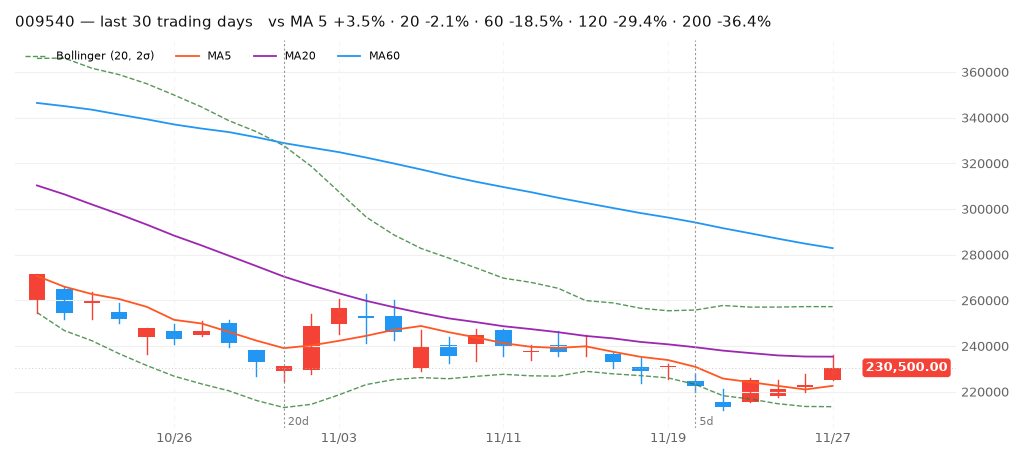 009540 — last 30 trading days vs MA 5 +3.5% · 20 -2.1% · 60 -18.5% · 120 -29.4% · 200 -36.4%
Bollinger (20, 2σ) MA5 MA20 MA60
360000
340000
320000
300000
280000
260000
240000
230,500.00
220000
20d 5d
10/26 11/03 11/11 11/19 11/27